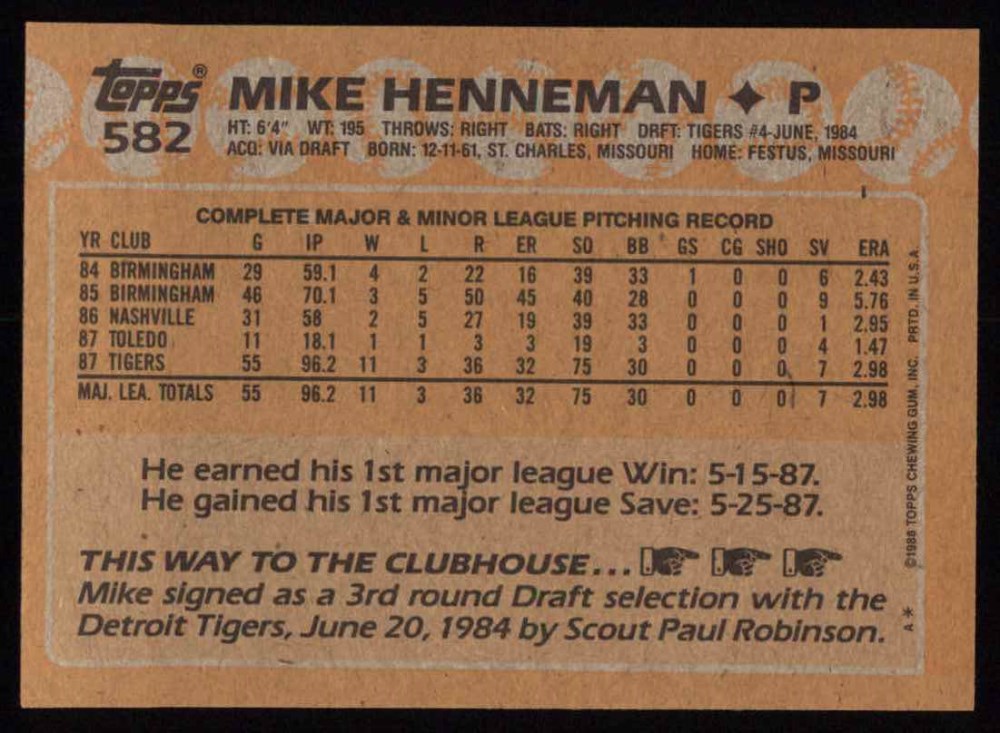 topps® MIKE HENNEMAN ✦ P
582 HT: 6'4" WT: 195 THROWS: RIGHT BATS: RIGHT DRFT: TIGERS #4-JUNE, 1984
ACQ: VIA DRAFT BORN: 12-11-61, ST. CHARLES, MISSOURI HOME: FESTUS, MISSOURI
COMPLETE MAJOR & MINOR LEAGUE PITCHING RECORD
YR CLUB G IP W L R ER SO BB GS CG SHO SV ERA
84 BIRMINGHAM 29 59.1 4 2 22 16 39 33 1 0 0 6 2.43
85 BIRMINGHAM 46 70.1 3 5 50 45 40 28 0 0 0 9 5.76
86 NASHVILLE 31 58 2 5 27 19 39 33 0 0 0 1 2.95
87 TOLEDO 11 18.1 1 1 3 3 19 3 0 0 0 4 1.47
87 TIGERS 55 96.2 11 3 36 32 75 30 0 0 0 7 2.98
MAJ. LEA. TOTALS 55 96.2 11 3 36 32 75 30 0 0 0 7 2.98
He earned his 1st major league Win: 5-15-87.
He gained his 1st major league Save: 5-25-87.
THIS WAY TO THE CLUBHOUSE...
Mike signed as a 3rd round Draft selection with the
Detroit Tigers, June 20, 1984 by Scout Paul Robinson.
A* ©1988 TOPPS CHEWING GUM, INC. PRTD. IN U.S.A